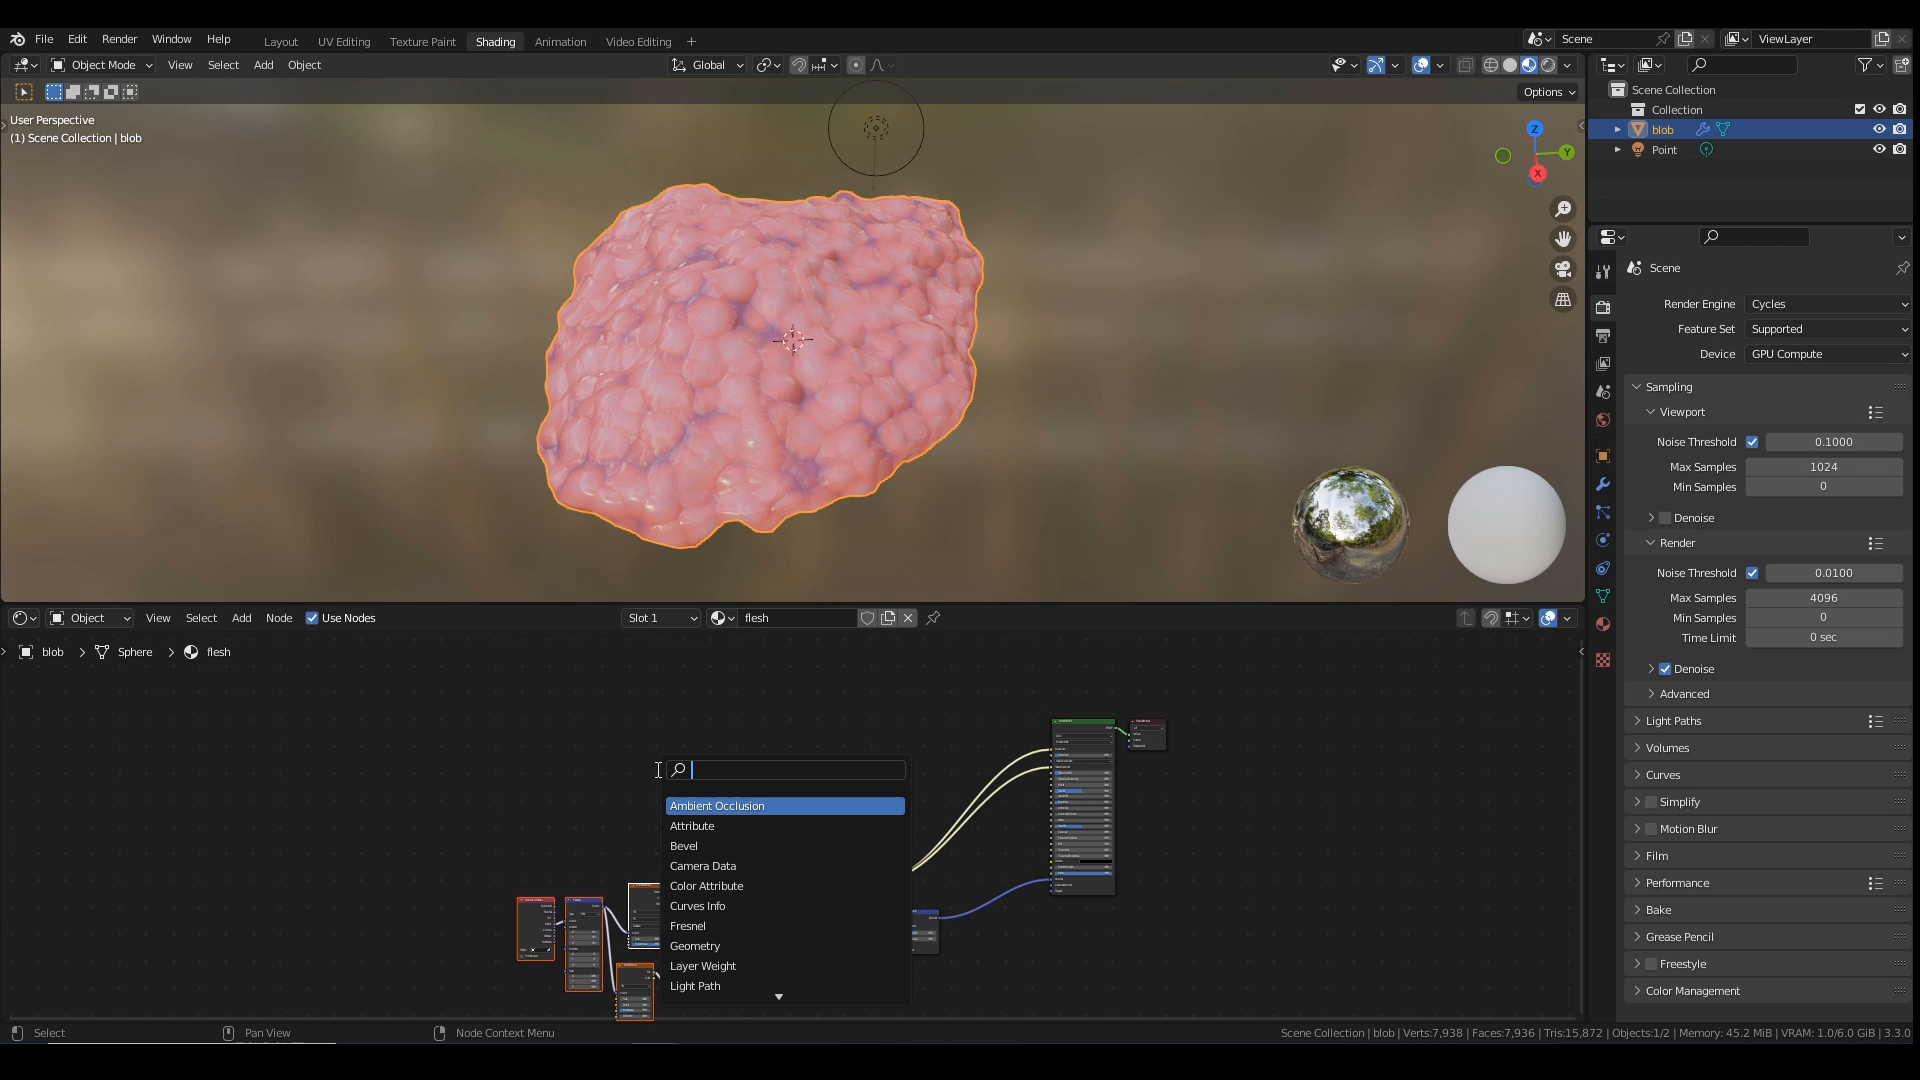 File Edit Render Window Help Layout UV Editing Texture Paint Shading Animation Video Editing + Scene ViewLayer
Object Mode View Select Add Object Global
Options
User Perspective
(1) Scene Collection | blob
Z
Y
X
Scene Collection
Collection
blob
Point
Scene
Render Engine Cycles
Feature Set Supported
Device GPU Compute
Sampling
Viewport
Noise Threshold 0.1000
Max Samples 1024
Min Samples 0
Denoise
Render
Noise Threshold 0.0100
Max Samples 4096
Min Samples 0
Time Limit 0 sec
Denoise
Advanced
Light Paths
Volumes
Curves
Simplify
Motion Blur
Film
Performance
Bake
Grease Pencil
Freestyle
Color Management
Object View Select Add Node Use Nodes Slot 1 flesh
blob > Sphere > flesh
Ambient Occlusion
Attribute
Bevel
Camera Data
Color Attribute
Curves Info
Fresnel
Geometry
Layer Weight
Light Path
Select Pan View Node Context Menu Scene Collection | blob | Verts:7,938 | Faces:7,936 | Tris:15,872 | Objects:1/2 | Memory: 45.2 MiB | VRAM: 1.0/6.0 GiB | 3.3.0